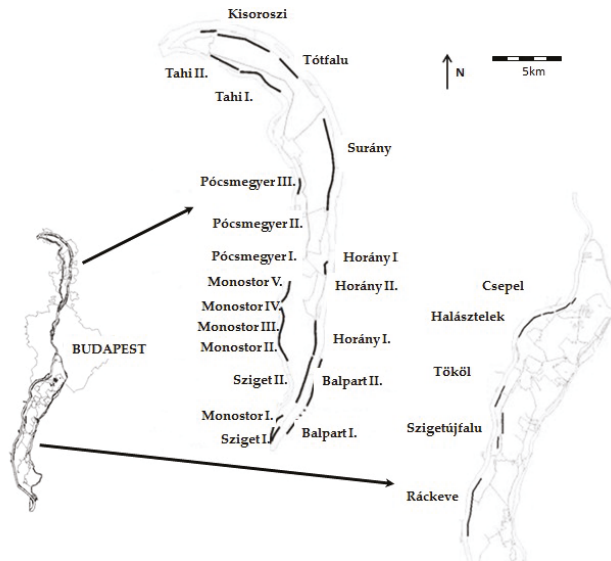 Kisoroszi
Tótfalu
Tahi II.
Tahi I.
N
5km
Surány
Pócsmegyer III.
Pócsmegyer II.
Pócsmegyer I.
Horány I
Monostor V.
Horány II.
Csepel
Monostor IV.
Halásztelek
Monostor III.
Horány I.
Monostor II.
BUDAPEST
Sziget II.
Balpart II.
Tököl
Monostor I.
Szigetújfalu
Sziget I.
Balpart I.
Ráckeve